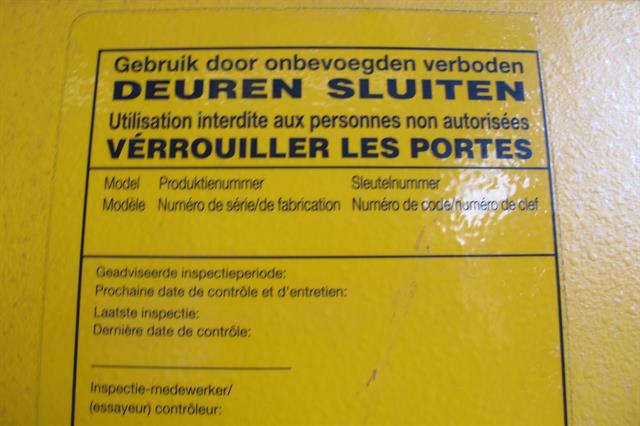 Gebruik door onbevoegden verboden
DEUREN SLUITEN
Utilisation interdite aux personnes non autorisées
VÉRROUILLER LES PORTES
Model Produktienummer Sleutelnummer
Modèle Numéro de série/de fabrication Numéro de code/numéro de clef
Geadviseerde inspectieperiode:
Prochaine date de contrôle et d'entretien:
Laatste inspectie:
Dernière date de contrôle:
Inspectie-medewerker/
(essayeur) contrôleur: